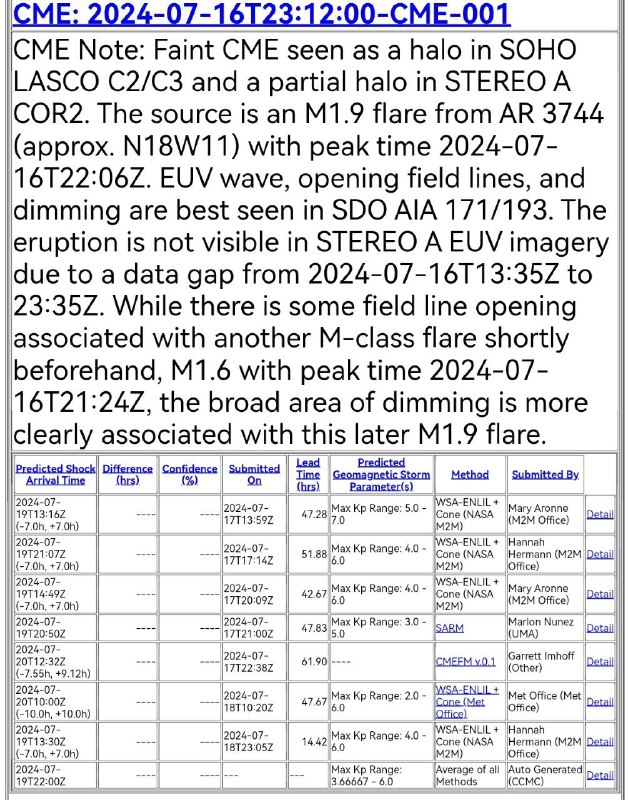 CME: 2024-07-16T23:12:00-CME-001
CME Note: Faint CME seen as a halo in SOHO
LASCO C2/C3 and a partial halo in STEREO A
COR2. The source is an M1.9 flare from AR 3744
(approx. N18W11) with peak time 2024-07-
16T22:06Z. EUV wave, opening field lines, and
dimming are best seen in SDO AIA 171/193. The
eruption is not visible in STEREO A EUV imagery
due to a data gap from 2024-07-16T13:35Z to
23:35Z. While there is some field line opening
associated with another M-class flare shortly
beforehand, M1.6 with peak time 2024-07-
16T21:24Z, the broad area of dimming is more
clearly associated with this later M1.9 flare.
Predicted Shock Arrival Time Difference (hrs) Confidence (%) Submitted On Lead Time (hrs) Predicted Geomagnetic Storm Parameter(s) Method Submitted By
2024-07-19T13:16Z (-7.0h, +7.0h) ---- ---- 2024-07-17T13:59Z 47.28 Max Kp Range: 5.0 - 7.0 WSA-ENLIL + Cone (NASA M2M) Mary Aronne (M2M Office) Detail
2024-07-19T21:07Z (-7.0h, +7.0h) ---- ---- 2024-07-17T17:14Z 51.88 Max Kp Range: 4.0 - 6.0 WSA-ENLIL + Cone (NASA M2M) Hannah Hermann (M2M Office) Detail
2024-07-19T14:49Z (-7.0h, +7.0h) ---- ---- 2024-07-17T20:09Z 42.67 Max Kp Range: 4.0 - 6.0 WSA-ENLIL + Cone (NASA M2M) Mary Aronne (M2M Office) Detail
2024-07-19T20:50Z ---- ---- 2024-07-17T21:00Z 47.83 Max Kp Range: 3.0 - 5.0 SARM Marlon Nunez (UMA) Detail
2024-07-20T12:32Z (-7.55h, +9.12h) ---- ---- 2024-07-17T22:38Z 61.90 ---- CMEFM v.0.1 Garrett Imhoff (Other) Detail
2024-07-20T10:00Z (-10.0h, +10.0h) ---- ---- 2024-07-18T10:20Z 47.67 Max Kp Range: 2.0 - 6.0 WSA-ENLIL + Cone (Met Office) Met Office (Met Office) Detail
2024-07-19T13:30Z (-7.0h, +7.0h) ---- ---- 2024-07-18T23:05Z 14.42 Max Kp Range: 4.0 - 6.0 WSA-ENLIL + Cone (NASA M2M) Hannah Hermann (M2M Office) Detail
2024-07-19T22:00Z ---- ---- --- --- Max Kp Range: 3.66667 - 6.0 Average of all Methods Auto Generated (CCMC) Detail